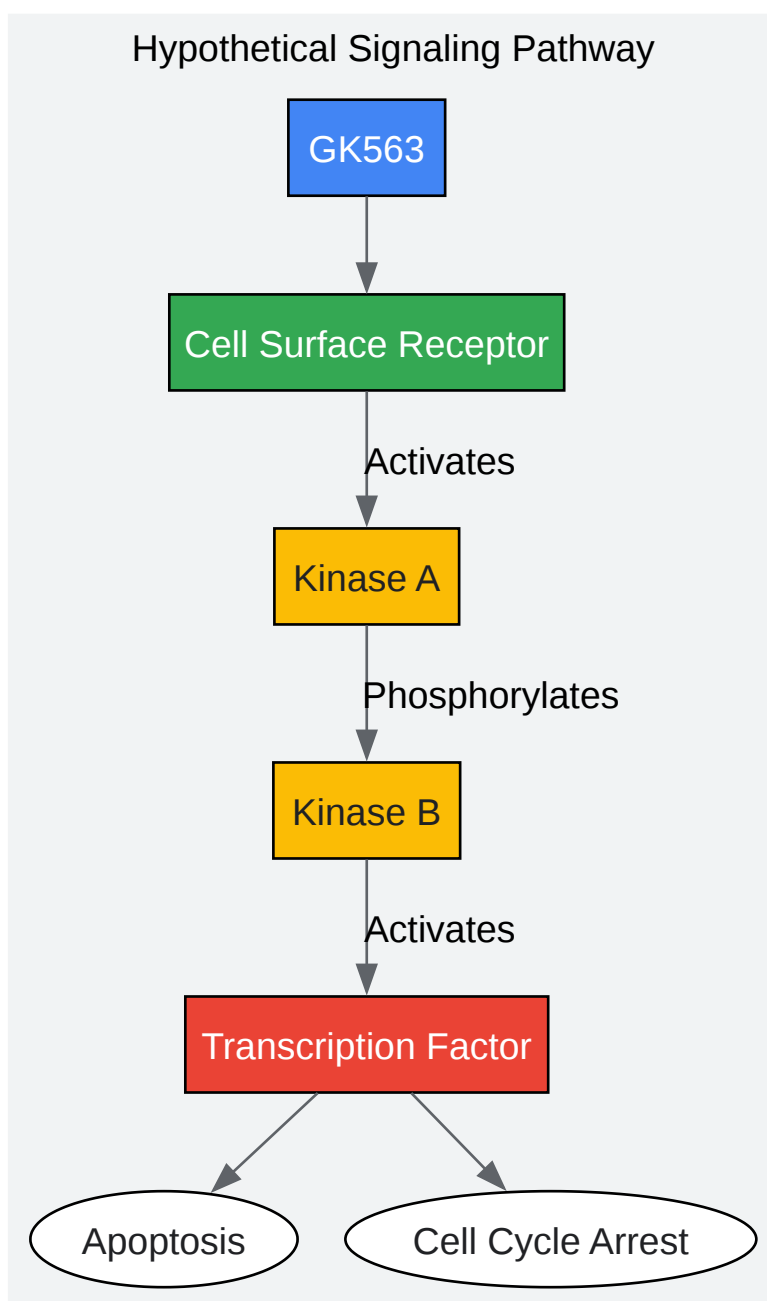 Hypothetical Signaling Pathway
GK563
Cell Surface Receptor
Activates
Kinase A
Phosphorylates
Kinase B
Activates
Transcription Factor
Apoptosis
Cell Cycle Arrest